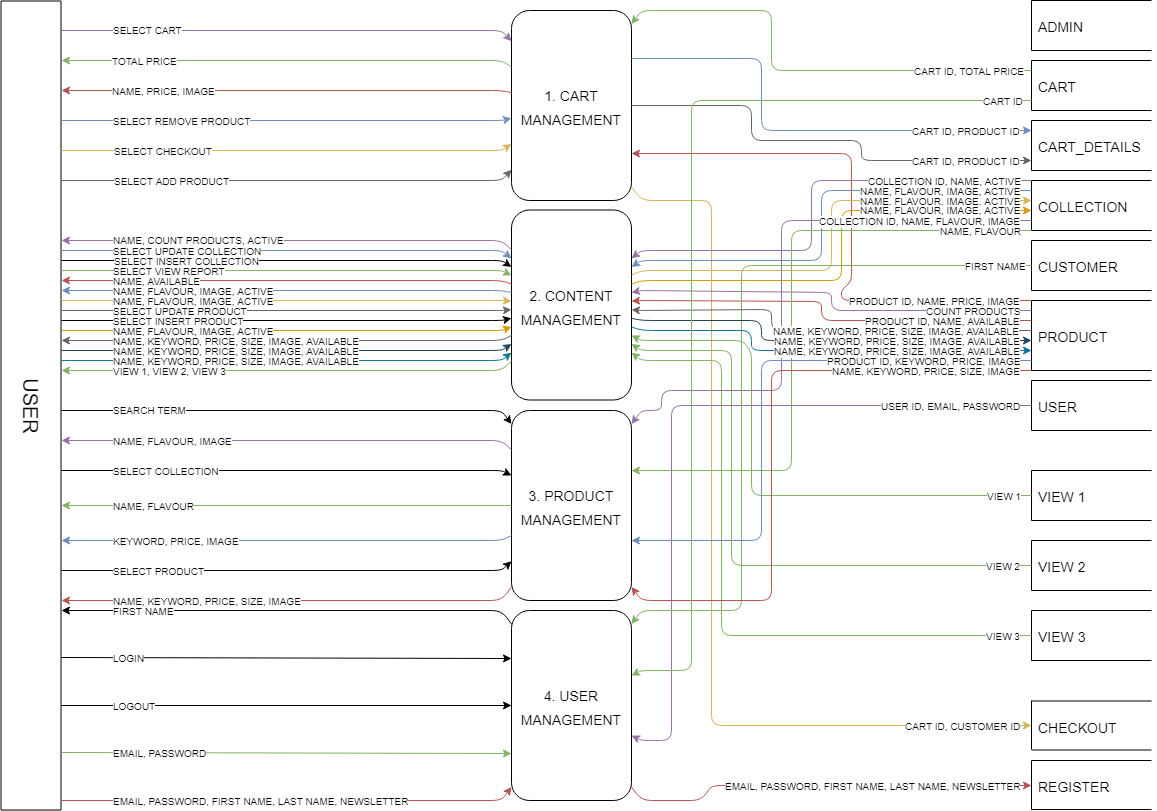 USER
SELECT CART
TOTAL PRICE
NAME, PRICE, IMAGE
SELECT REMOVE PRODUCT
SELECT CHECKOUT
SELECT ADD PRODUCT
NAME, COUNT PRODUCTS, ACTIVE
SELECT UPDATE COLLECTION
SELECT INSERT COLLECTION
SELECT VIEW REPORT
NAME, AVAILABLE
NAME, FLAVOUR, IMAGE, ACTIVE
NAME, FLAVOUR, IMAGE, ACTIVE
SELECT UPDATE PRODUCT
SELECT INSERT PRODUCT
NAME, FLAVOUR, IMAGE, ACTIVE
NAME, KEYWORD, PRICE, SIZE, IMAGE, AVAILABLE
NAME, KEYWORD, PRICE, SIZE, IMAGE, AVAILABLE
NAME, KEYWORD, PRICE, SIZE, IMAGE, AVAILABLE
VIEW 1, VIEW 2, VIEW 3
SEARCH TERM
NAME, FLAVOUR, IMAGE
SELECT COLLECTION
NAME, FLAVOUR
KEYWORD, PRICE, IMAGE
SELECT PRODUCT
NAME, KEYWORD, PRICE, SIZE, IMAGE
FIRST NAME
LOGIN
LOGOUT
EMAIL, PASSWORD
EMAIL, PASSWORD, FIRST NAME, LAST NAME, NEWSLETTER
1. CART
MANAGEMENT
2. CONTENT
MANAGEMENT
3. PRODUCT
MANAGEMENT
4. USER
MANAGEMENT
CART ID, TOTAL PRICE
CART ID
CART ID, PRODUCT ID
CART ID, PRODUCT ID
COLLECTION ID, NAME, ACTIVE
NAME, FLAVOUR, IMAGE, ACTIVE
NAME, FLAVOUR, IMAGE, ACTIVE
NAME, FLAVOUR, IMAGE, ACTIVE
COLLECTION ID, NAME, FLAVOUR, IMAGE
NAME, FLAVOUR
FIRST NAME
PRODUCT ID, NAME, PRICE, IMAGE
COUNT PRODUCTS
PRODUCT ID, NAME, AVAILABLE
NAME, KEYWORD, PRICE, SIZE, IMAGE, AVAILABLE
NAME, KEYWORD, PRICE, SIZE, IMAGE, AVAILABLE
NAME, KEYWORD, PRICE, SIZE, IMAGE, AVAILABLE
PRODUCT ID, KEYWORD, PRICE, IMAGE
NAME, KEYWORD, PRICE, SIZE, IMAGE
USER ID, EMAIL, PASSWORD
VIEW 1
VIEW 2
VIEW 3
CART ID, CUSTOMER ID
EMAIL, PASSWORD, FIRST NAME, LAST NAME, NEWSLETTER
ADMIN
CART
CART_DETAILS
COLLECTION
CUSTOMER
PRODUCT
USER
VIEW 1
VIEW 2
VIEW 3
CHECKOUT
REGISTER